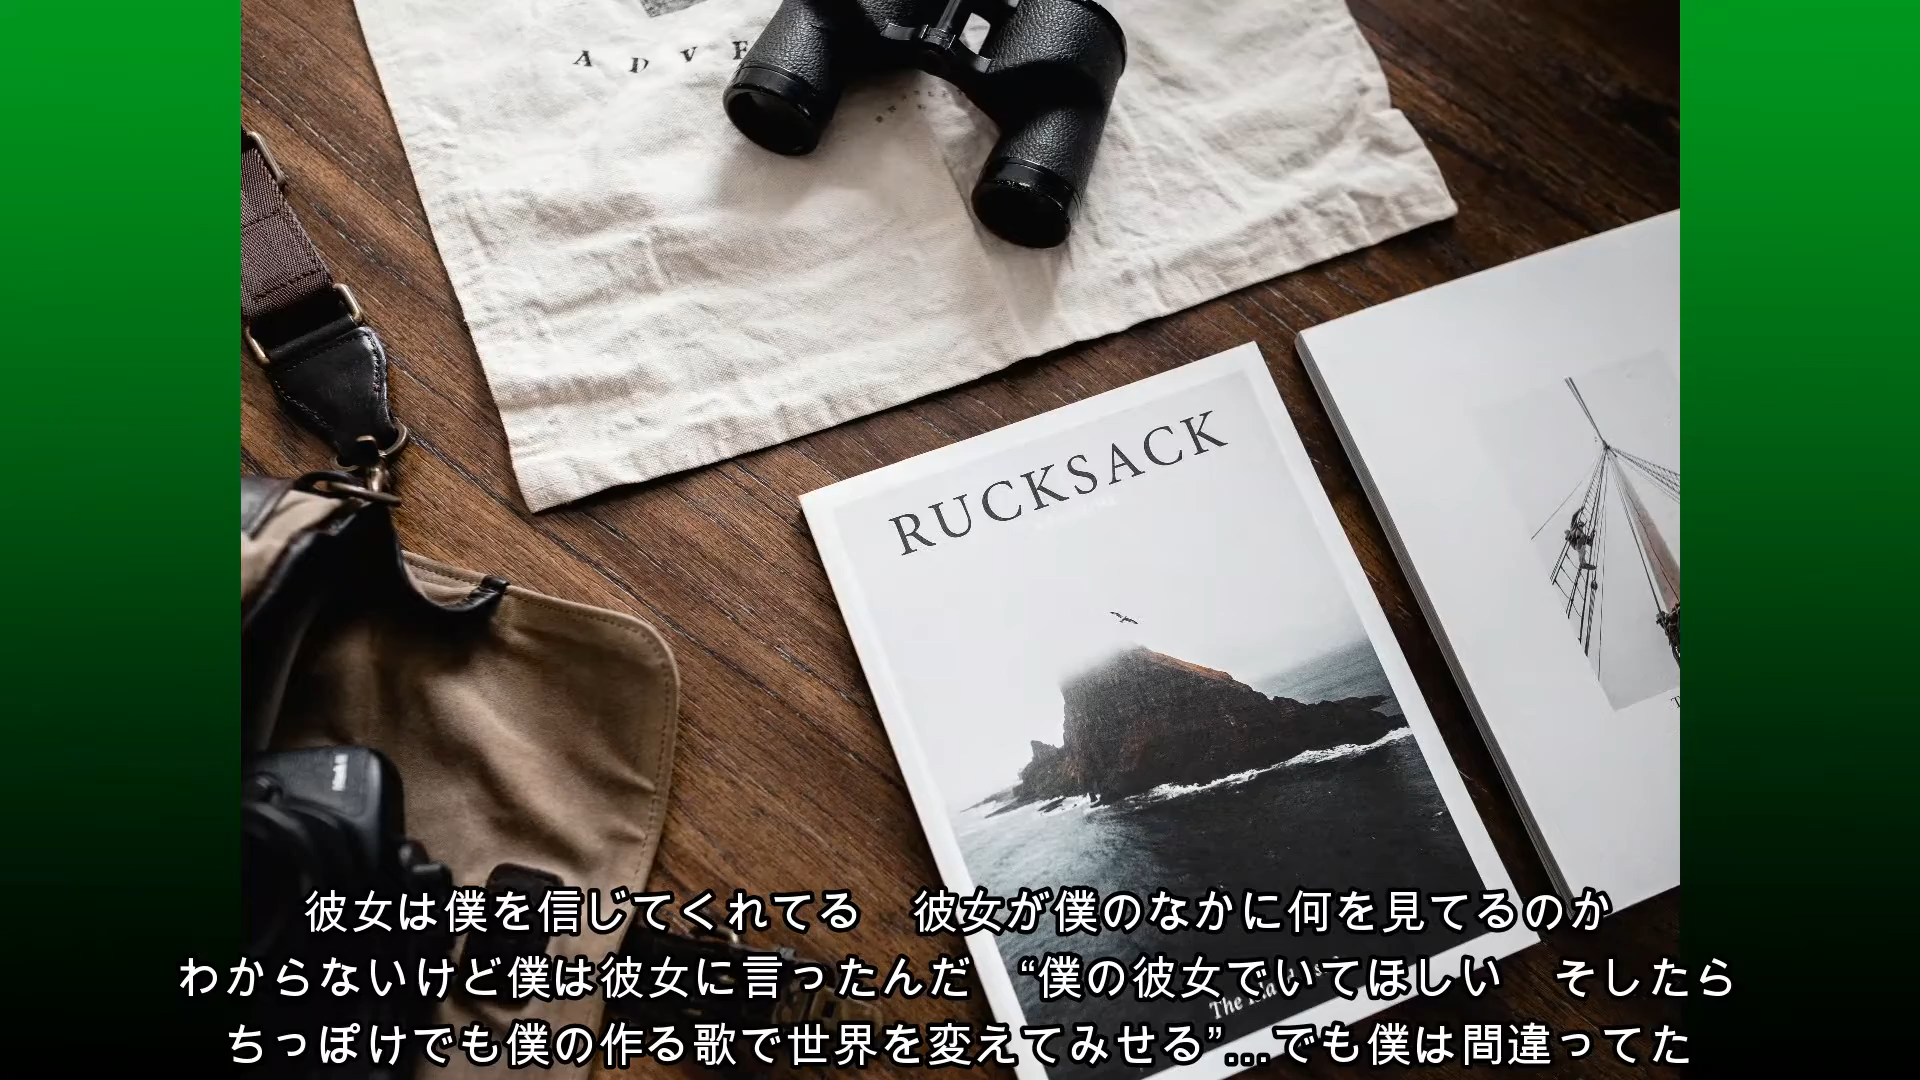 ADVE
RUCKSACK
彼女は僕を信じてくれてる　彼女が僕のなかに何を見てるのか
わからないけど僕は彼女に言ったんだ　“僕の彼女でいてほしい　そしたら
ちっぽけでも僕の作る歌で世界を変えてみせる”…でも僕は間違ってた